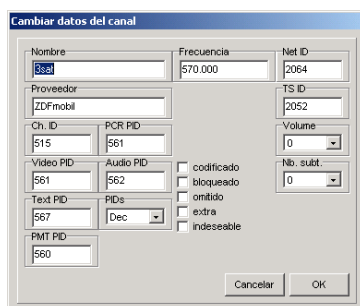 Cambiar datos del canal
Nombre Frecuencia Net ID
3sat 570.000 2064
Proveedor TS ID
ZDFmobil 2052
Ch. ID PCR PID Volume
515 561 0
Video PID Audio PID Nb. subt.
561 562 0
codificado
bloqueado
omitido
extra
indeseable
Text PID PIDs
567 Dec
PMT PID
560
Cancelar OK